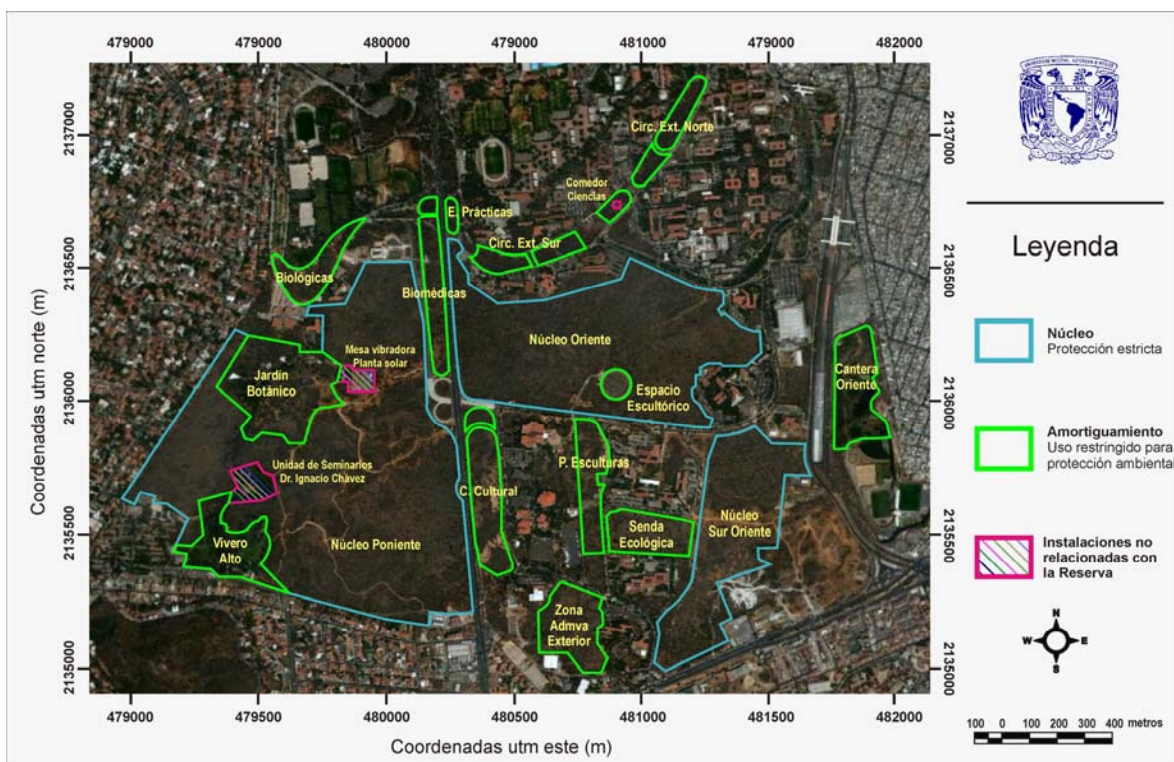 479000 479000 480000 479000 481000 479000 482000
2137000
2136500
2136000
2135500
2135000
Coordenadas utm norte (m)
Circ. Ext. Norte
Comedor
Ciencias
E. Prácticas
Circ. Ext. Sur
Biológicas
Biomédicas
Núcleo Oriente
Mesa vibradora
Planta solar
Jardín
Botánico
Espacio
Escultórico
Cantera
Oriente
Unidad de Seminarios
Dr. Ignacio Chávez
C. Cultural
P. Esculturas
Senda
Ecológica
Núcleo
Sur Oriente
Vivero
Alto
Núcleo Poniente
Zona
Admva
Exterior
2137000
2136500
2136000
2135500
2135000
479000 479500 480000 480500 481000 481500 482000
Coordenadas utm este (m)
Leyenda
Núcleo
Protección estricta
Amortiguamiento
Uso restringido para
protección ambiental
Instalaciones no
relacionadas con
la Reserva
N
W E
S
100 0 100 200 300 400 metros